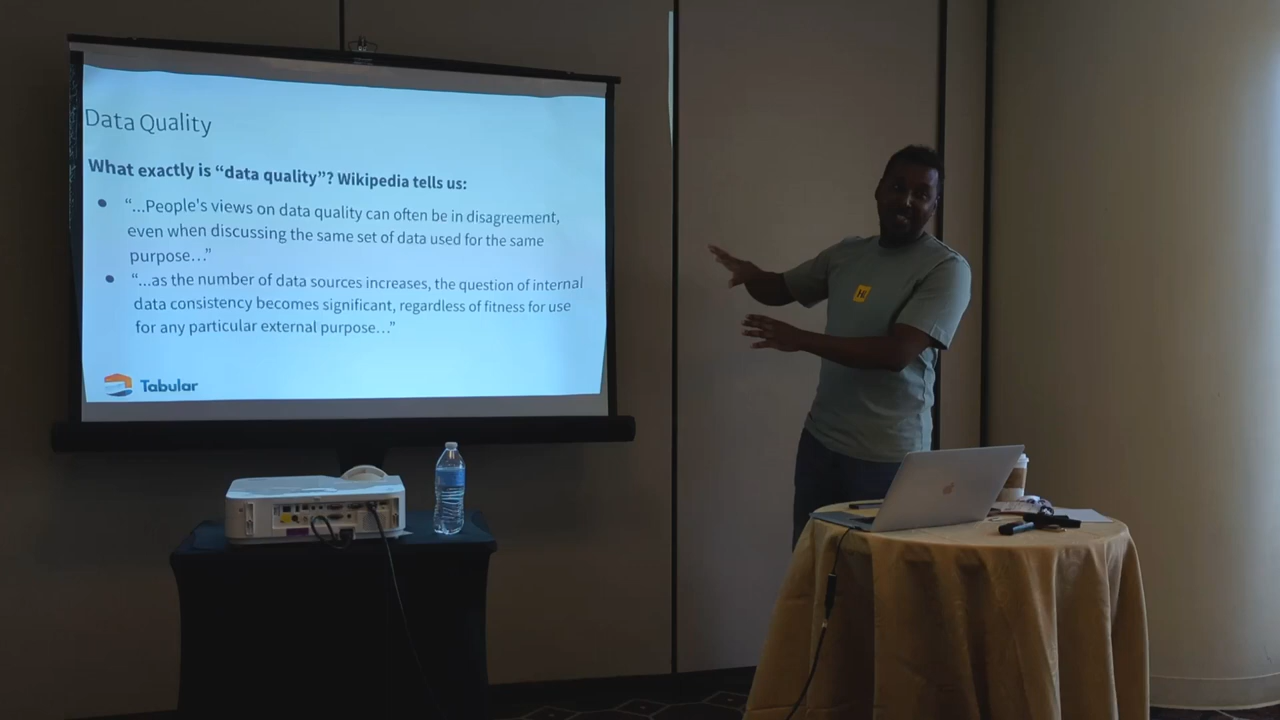 Data Quality
What exactly is “data quality”? Wikipedia tells us:
● “...People's views on data quality can often be in disagreement,
even when discussing the same set of data used for the same
purpose...”
● “...as the number of data sources increases, the question of internal
data consistency becomes significant, regardless of fitness for use
for any particular external purpose...”
Tabular